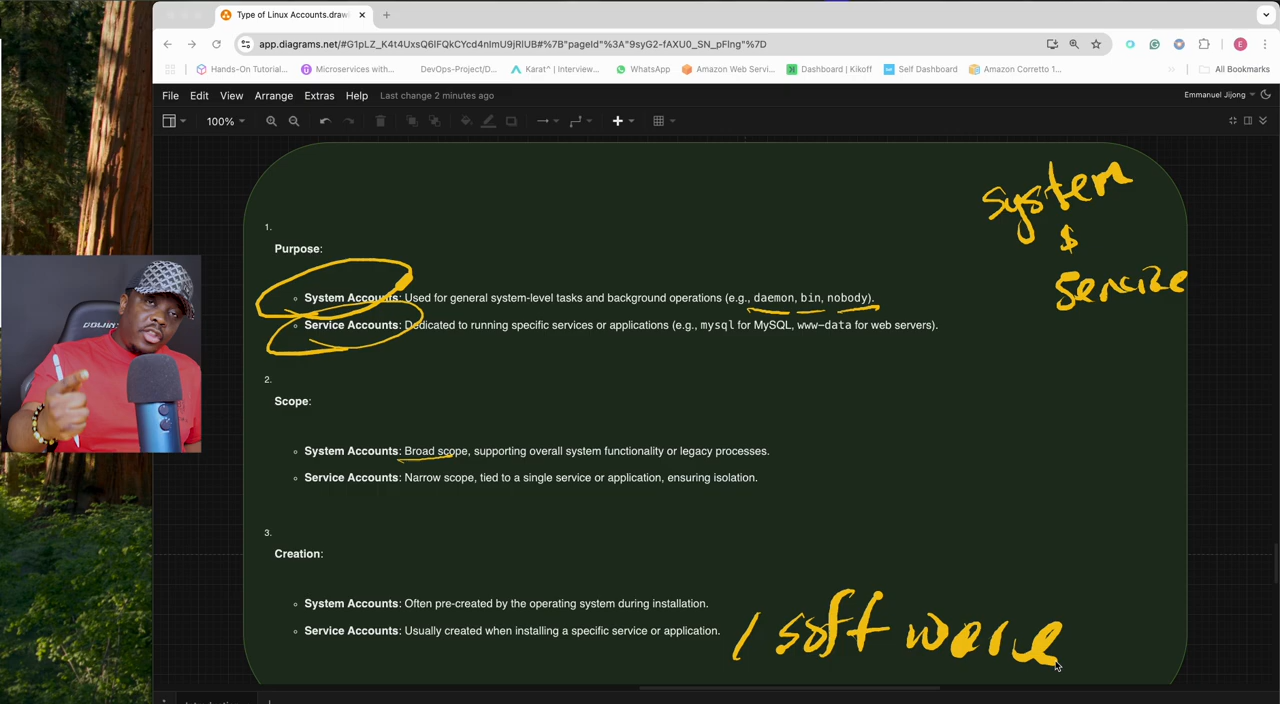 Type of Linux Accounts.draw
app.diagrams.net/#G1pLZ_K4t4UxsQ6IFQkCYcd4nImU9jRIUB#%7B"pageId"%3A"9syG2-fAXU0_SN_pFlng"%7D
E
Hands-On Tutorial... Microservices with... DevOps-Project/D... Karat^ | Interview... WhatsApp Amazon Web Servi... Dashboard | Kikoff Self Dashboard Amazon Corretto 1... » All Bookmarks
File Edit View Arrange Extras Help Last change 2 minutes ago Emmanuel Jijong
100%
system
$
service
1.
Purpose:
System Accounts: Used for general system-level tasks and background operations (e.g., daemon, bin, nobody).
Service Accounts: Dedicated to running specific services or applications (e.g., mysql for MySQL, www-data for web servers).
2.
Scope:
System Accounts: Broad scope, supporting overall system functionality or legacy processes.
Service Accounts: Narrow scope, tied to a single service or application, ensuring isolation.
3.
Creation:
System Accounts: Often pre-created by the operating system during installation.
Service Accounts: Usually created when installing a specific service or application.
/ software